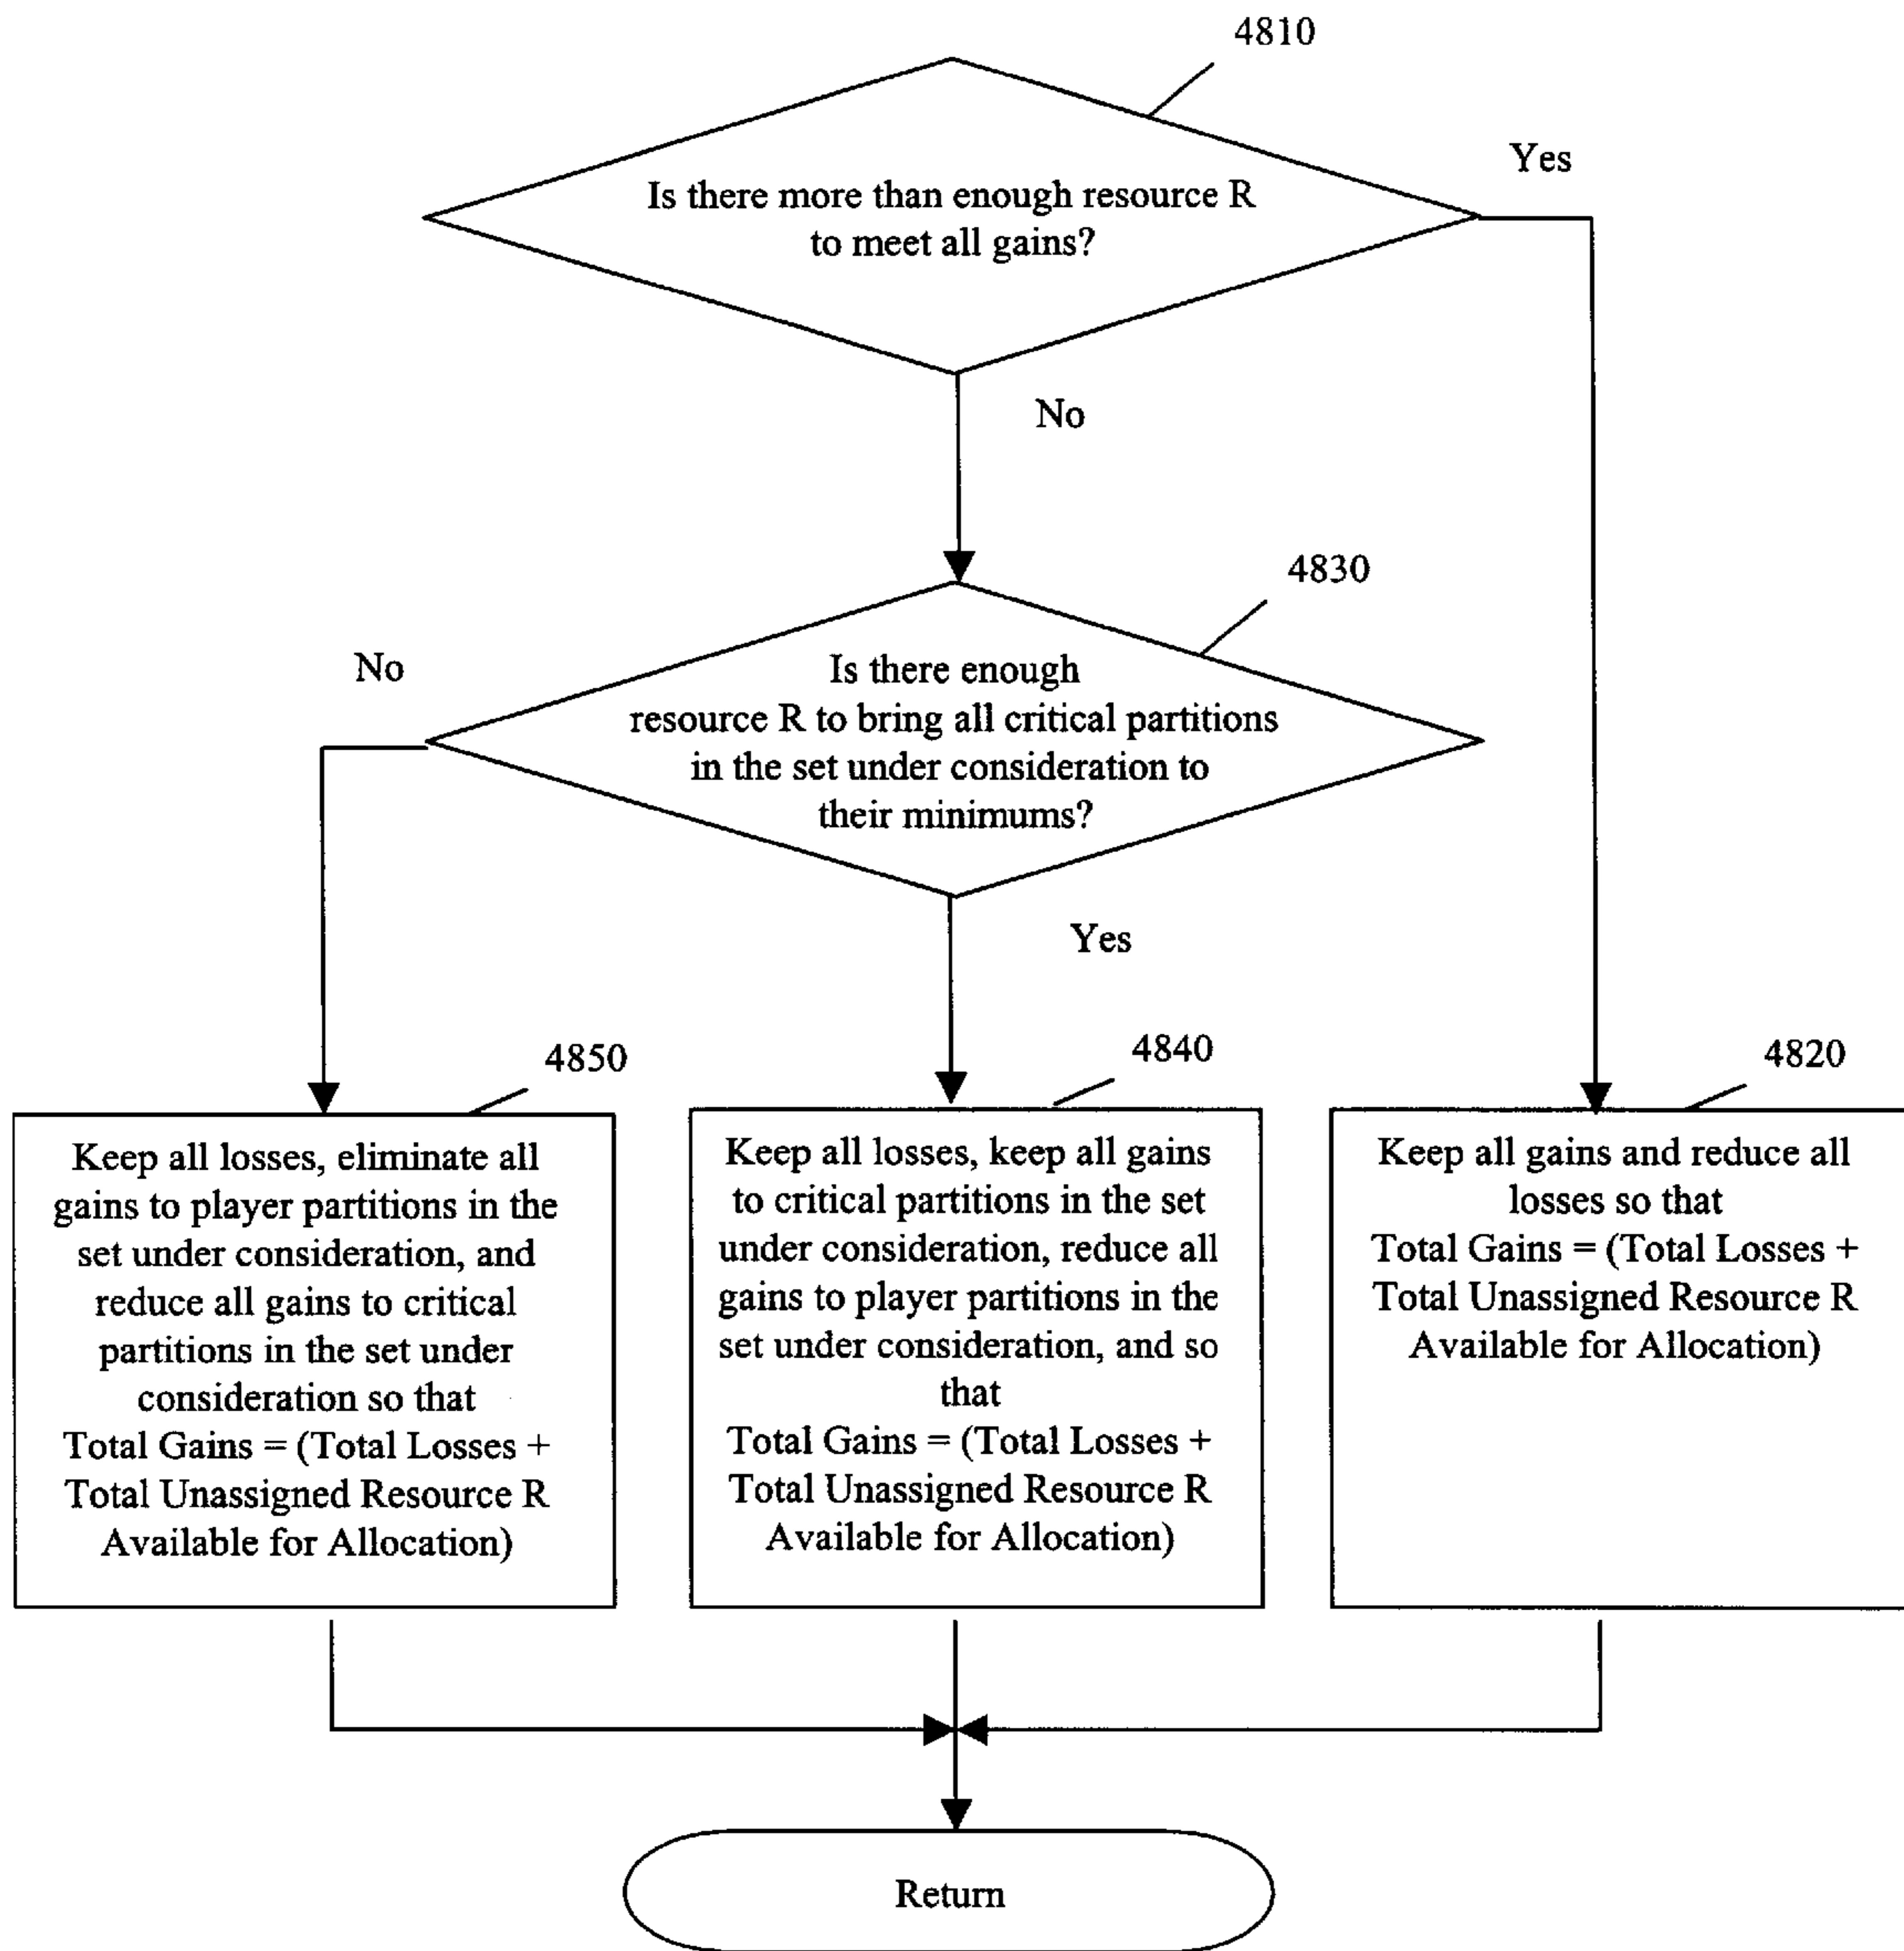 4810
Yes
Is there more than enough resource R
to meet all gains?
No
4830
No
Is there enough
resource R to bring all critical partitions
in the set under consideration to
their minimums?
Yes
4850
4840
4820
Keep all losses, eliminate all
gains to player partitions in the
set under consideration, and
reduce all gains to critical
partitions in the set under
consideration so that
Total Gains = (Total Losses +
Total Unassigned Resource R
Available for Allocation)
Keep all losses, keep all gains
to critical partitions in the set
under consideration, reduce all
gains to player partitions in the
set under consideration, and so
that
Total Gains = (Total Losses +
Total Unassigned Resource R
Available for Allocation)
Keep all gains and reduce all
losses so that
Total Gains = (Total Losses +
Total Unassigned Resource R
Available for Allocation)
Return